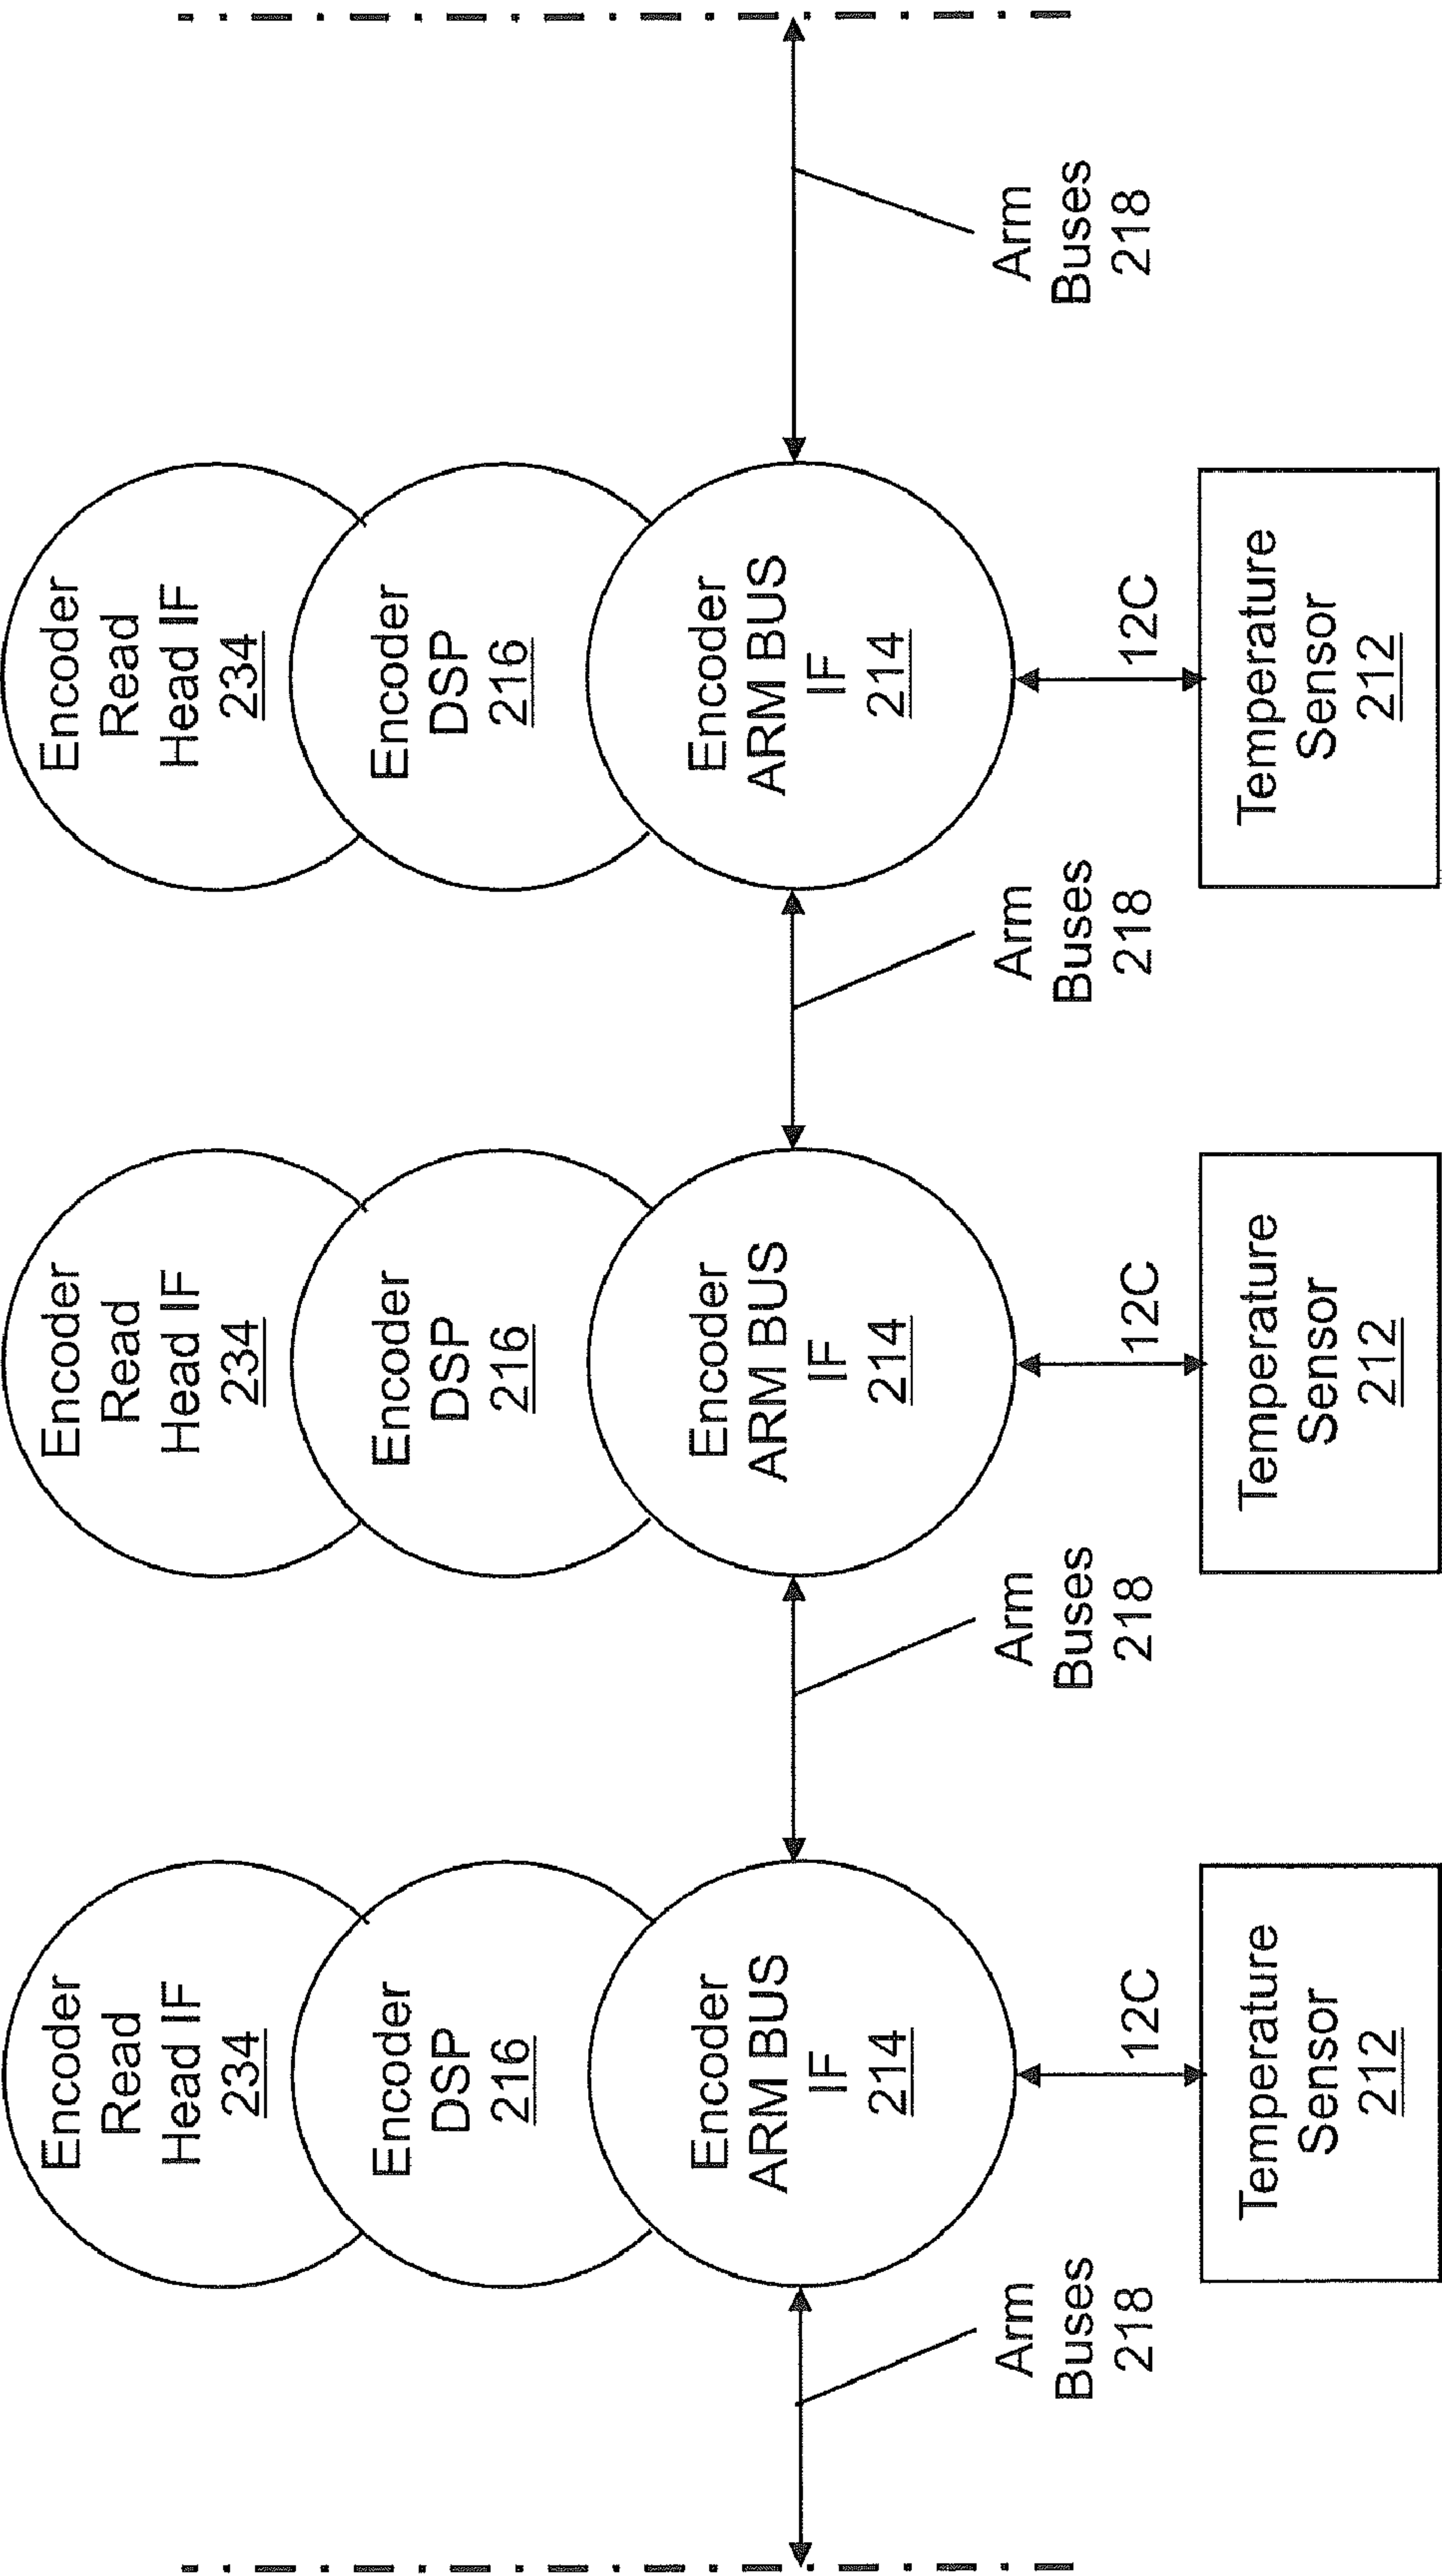 Encoder
Read
Head IF
234
Encoder
Read
Head IF
234
Encoder
Read
Head IF
234
Encoder
DSP
216
Encoder
DSP
216
Encoder
DSP
216
Encoder
ARM BUS
IF
214
Encoder
ARM BUS
IF
214
Encoder
ARM BUS
IF
214
Arm
Buses
218
Arm
Buses
218
Arm
Buses
218
Arm
Buses
218
12C
12C
12C
Temperature
Sensor
212
Temperature
Sensor
212
Temperature
Sensor
212